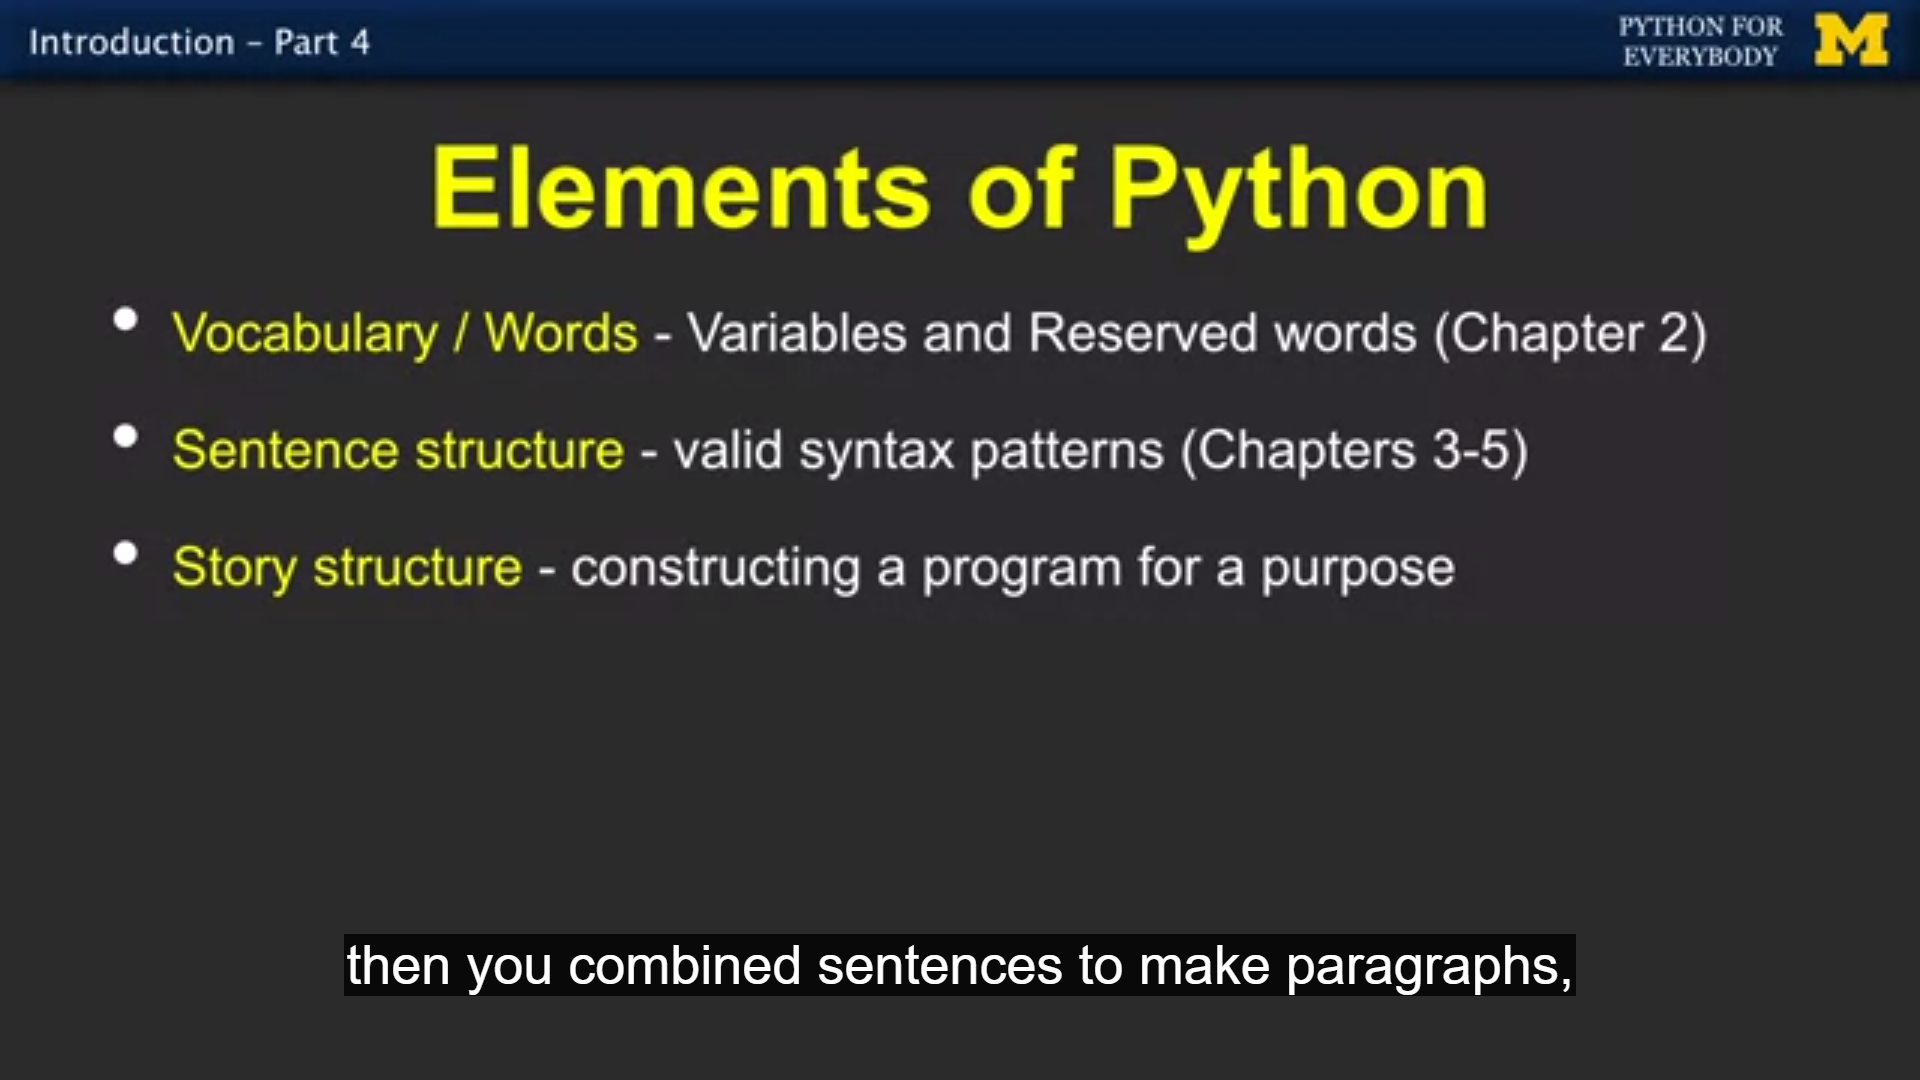 Introduction – Part 4
PYTHON FOR
EVERYBODY
M
Elements of Python
• Vocabulary / Words - Variables and Reserved words (Chapter 2)
• Sentence structure - valid syntax patterns (Chapters 3-5)
• Story structure - constructing a program for a purpose
then you combined sentences to make paragraphs,